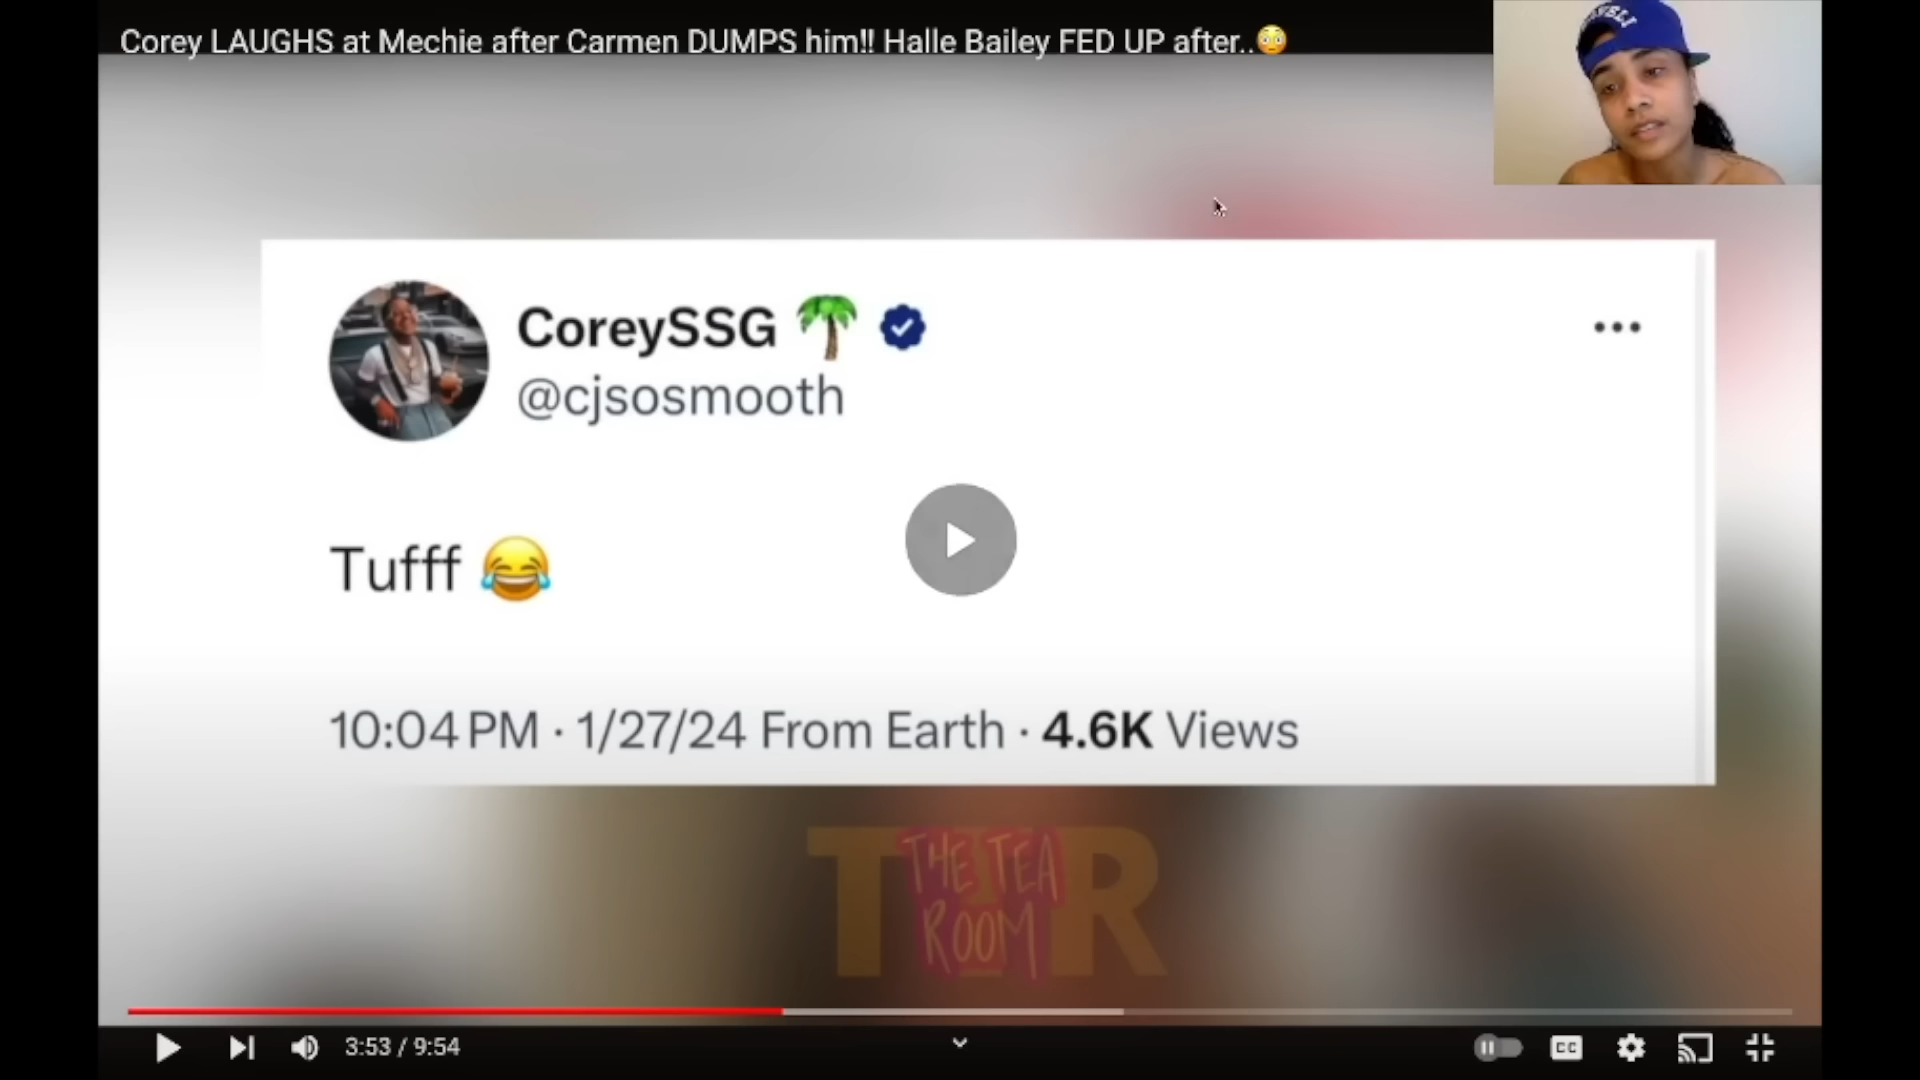 Corey LAUGHS at Mechie after Carmen DUMPS him!! Halle Bailey FED UP after..😳
CoreySSG 🌴
@cjsosmooth
Tufff 😂
10:04 PM · 1/27/24 From Earth · 4.6K Views
T R
THE TEA
ROOM
3:53 / 9:54
CC